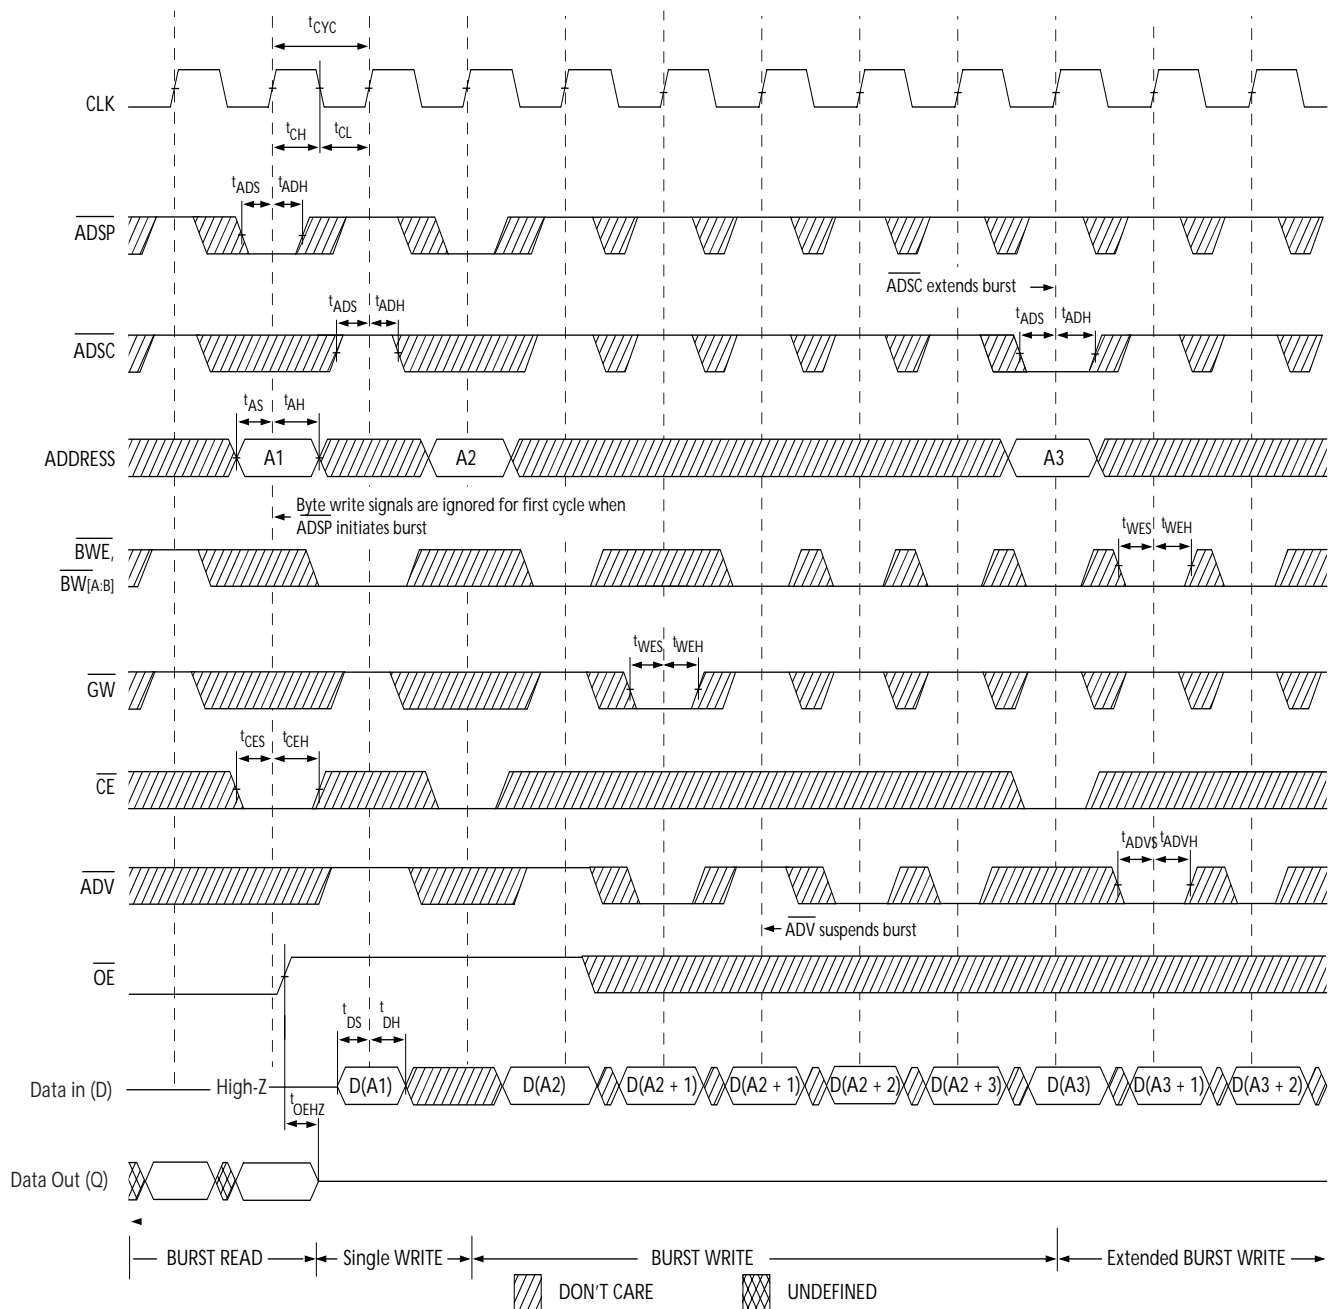 tCYC
CLK
tCH
tCL
tADS
tADH
ADSP
ADSC extends burst
tADS
tADH
tADS
tADH
ADSC
tAS
tAH
ADDRESS
A1
A2
A3
Byte write signals are ignored for first cycle when
ADSP initiates burst
BWE,
BW[A:B]
tWES
tWEH
tWES
tWEH
GW
tCES
tCEH
CE
tADVS
tADVH
ADV
ADV suspends burst
OE
tDS
tDH
Data in (D)
High-Z
D(A1)
D(A2)
D(A2 + 1)
D(A2 + 1)
D(A2 + 2)
D(A2 + 3)
D(A3)
D(A3 + 1)
D(A3 + 2)
tOEHZ
Data Out (Q)
BURST READ
Single WRITE
BURST WRITE
Extended BURST WRITE
DON'T CARE
UNDEFINED